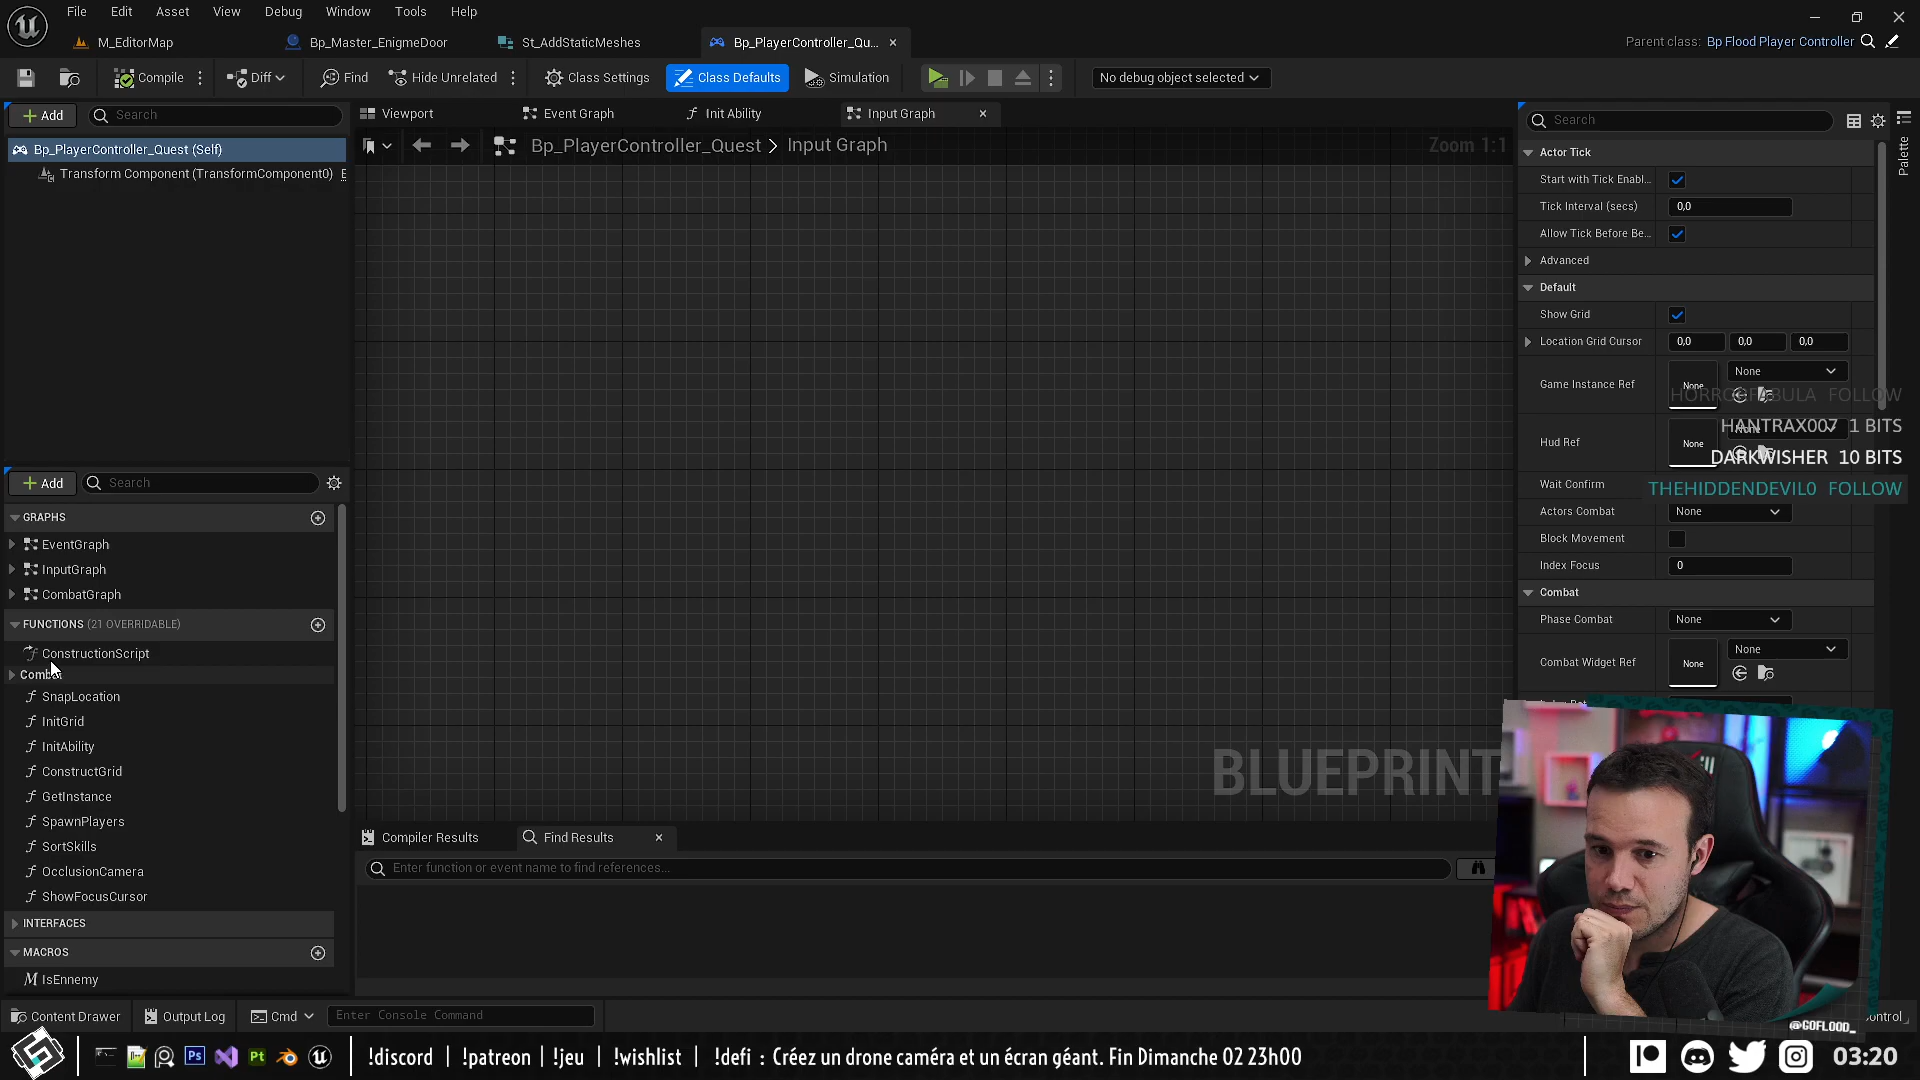 File Edit Asset View Window Debug Tools Help
M_EditorMap
Bp_Master_EnigmeDoor
St_AddStaticMeshes
Bp_PlayerController_Qu...
Parent class: Bp Flood Player Controller
Compile
Diff
Find
Hide Unrelated
Class Settings
Class Defaults
Simulation
No debug object selected
+ Add
Search
Bp_PlayerController_Quest (Self)
Transform Component (TransformComponent0)
+ Add
Search
GRAPHS
EventGraph
InputGraph
CombatGraph
FUNCTIONS (21 OVERRIDABLE)
ConstructionScript
Combat
SnapLocation
InitGrid
InitAbility
ConstructGrid
GetInstance
SpawnPlayers
SortSkills
OcclusionCamera
ShowFocusCursor
INTERFACES
MACROS
IsEnnemy
Viewport
Event Graph
Init Ability
Input Graph
Bp_PlayerController_Quest > Input Graph
Zoom 1:1
BLUEPRINT
Compiler Results
Find Results
Enter function or event name to find references...
Search
Palette
Actor Tick
Start with Tick Enabl...
Tick Interval (secs) 0,0
Allow Tick Before Be...
Advanced
Default
Show Grid
Location Grid Cursor 0,0 0,0 0,0
Game Instance Ref None None
HORRORFABULA FOLLOW
HANTRAX007 1 BITS
Hud Ref None
DARKWISHER 10 BITS
Wait Confirm
THEHIDDENDEVIL0 FOLLOW
Actors Combat None
Block Movement
Index Focus 0
Combat
Phase Combat None
Combat Widget Ref None None
@GOFLOOD_
Content Drawer
Output Log
Cmd
Enter Console Command
!discord | !patreon | !jeu | !wishlist | !defi : Créez un drone caméra et un écran géant. Fin Dimanche 02 23h00
03:20